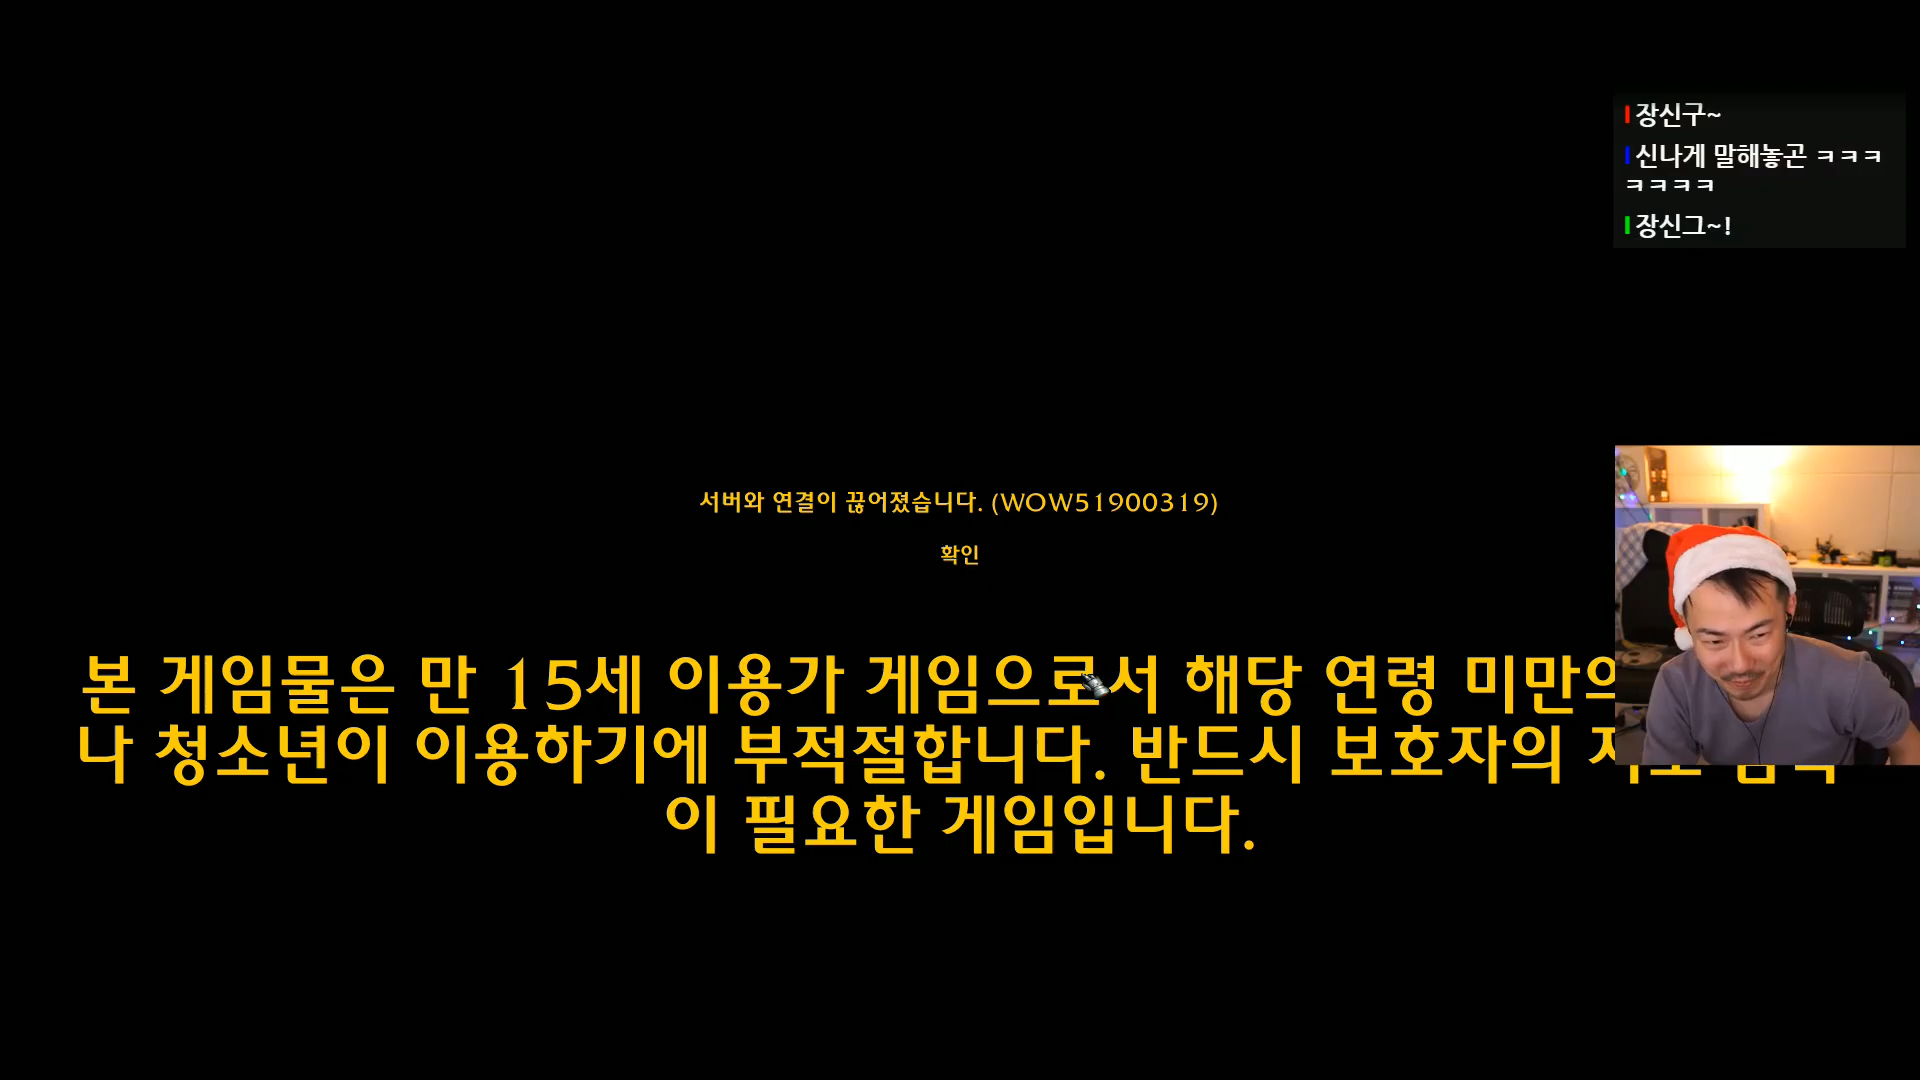 장신구~
신나게 말해놓곤 ㅋㅋㅋ
ㅋㅋㅋㅋ
장신그~!
서버와 연결이 끊어졌습니다. (WOW51900319)
확인
본 게임물은 만 15세 이용가 게임으로서 해당 연령 미만의
나 청소년이 이용하기에 부적절합니다. 반드시 보호자의
이 필요한 게임입니다.